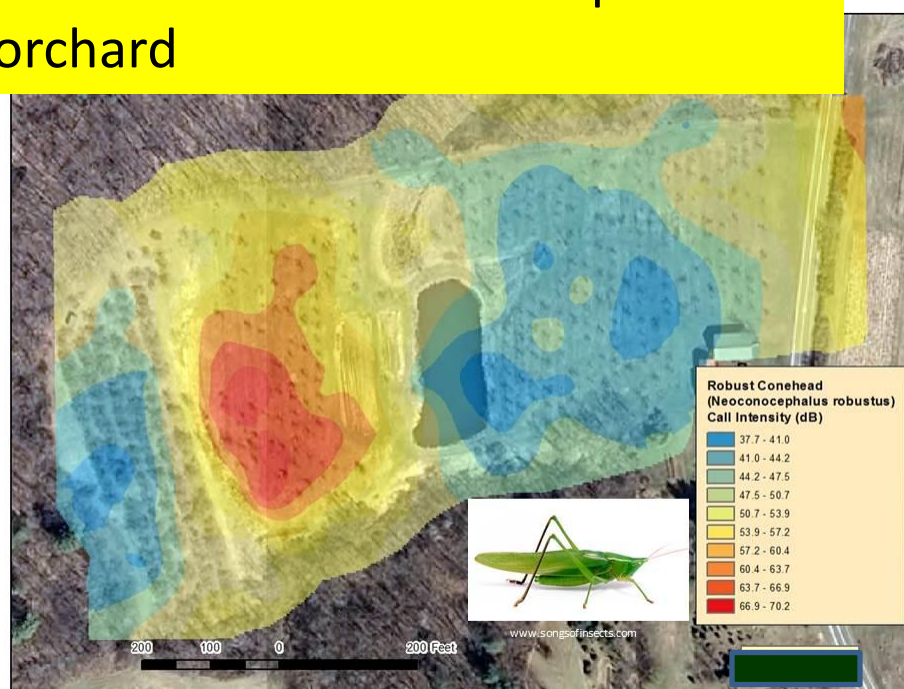 orchard
Robust Conehead
(Neoconocephalus robustus)
Call Intensity (dB)
37.7 - 41.0
41.0 - 44.2
44.2 - 47.5
47.5 - 50.7
50.7 - 53.9
53.9 - 57.2
57.2 - 60.4
60.4 - 63.7
63.7 - 66.9
66.9 - 70.2
www.songsofinsects.com
200 100 0 200 Feet